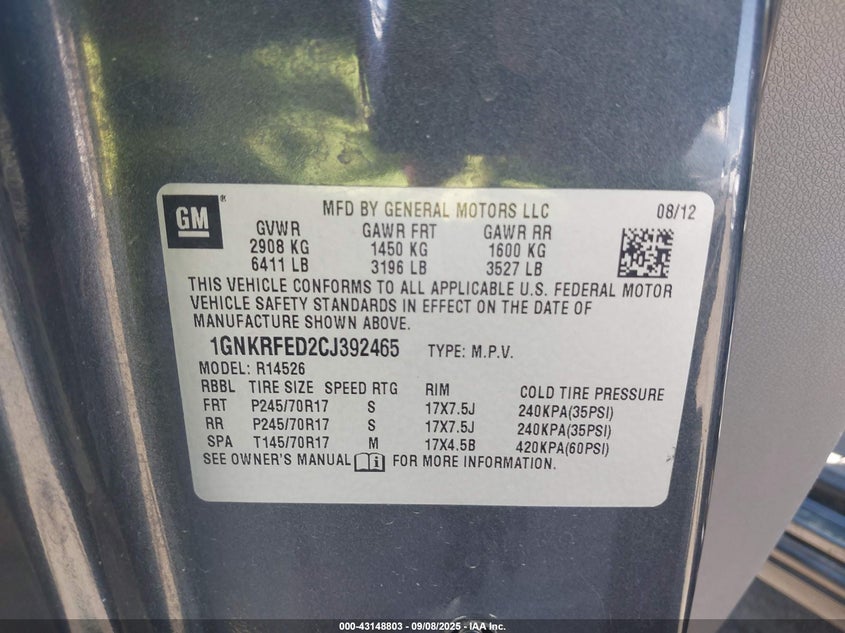 GM®
MFD BY GENERAL MOTORS LLC 08/12
GVWR GAWR FRT GAWR RR
2908 KG 1450 KG 1600 KG
6411 LB 3196 LB 3527 LB
THIS VEHICLE CONFORMS TO ALL APPLICABLE U.S. FEDERAL MOTOR
VEHICLE SAFETY STANDARDS IN EFFECT ON THE DATE OF
MANUFACTURE SHOWN ABOVE.
1GNKRFED2CJ392465 TYPE: M.P.V.
MODEL: R14526
RBBL TIRE SIZE SPEED RTG RIM COLD TIRE PRESSURE
FRT P245/70R17 S 17X7.5J 240KPA(35PSI)
RR P245/70R17 S 17X7.5J 240KPA(35PSI)
SPA T145/70R17 M 17X4.5B 420KPA(60PSI)
SEE OWNER'S MANUAL FOR MORE INFORMATION.
000-43148803 - 09/08/2025 - IAA Inc.